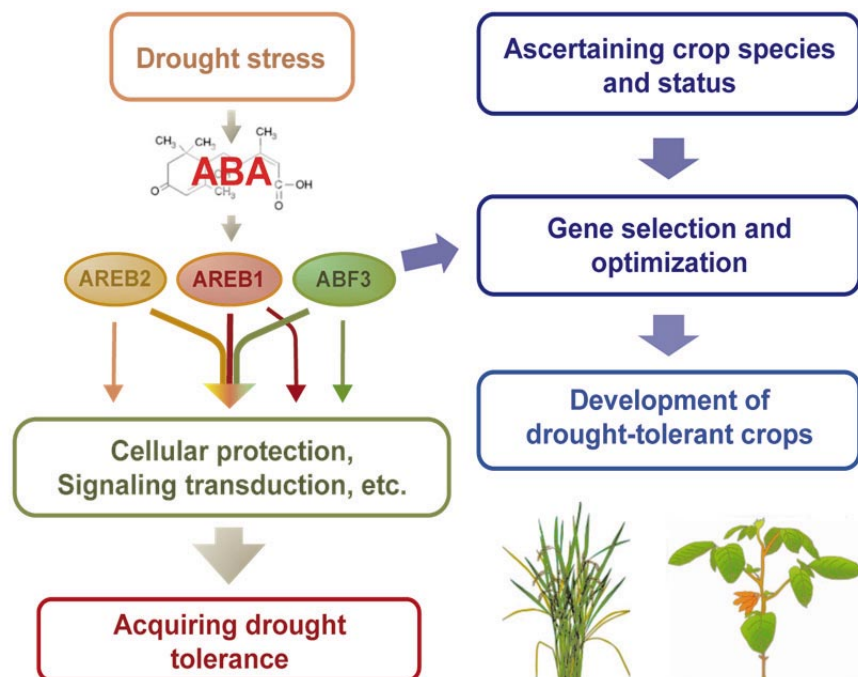 Drought stress
CH₃
CH₃
CH₃
ABA
CH₃
C
OH
O
O
AREB2
AREB1
ABF3
Cellular protection,
Signaling transduction, etc.
Acquiring drought
tolerance
Ascertaining crop species
and status
Gene selection and
optimization
Development of
drought-tolerant crops